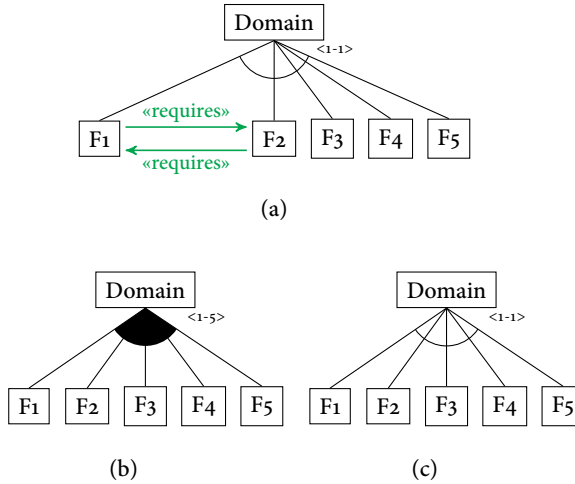 Domain
<1-1>
«requires»
F1 F2 F3 F4 F5
«requires»
(a)
Domain Domain
<1-5> <1-1>
F1 F2 F3 F4 F5 F1 F2 F3 F4 F5
(b) (c)